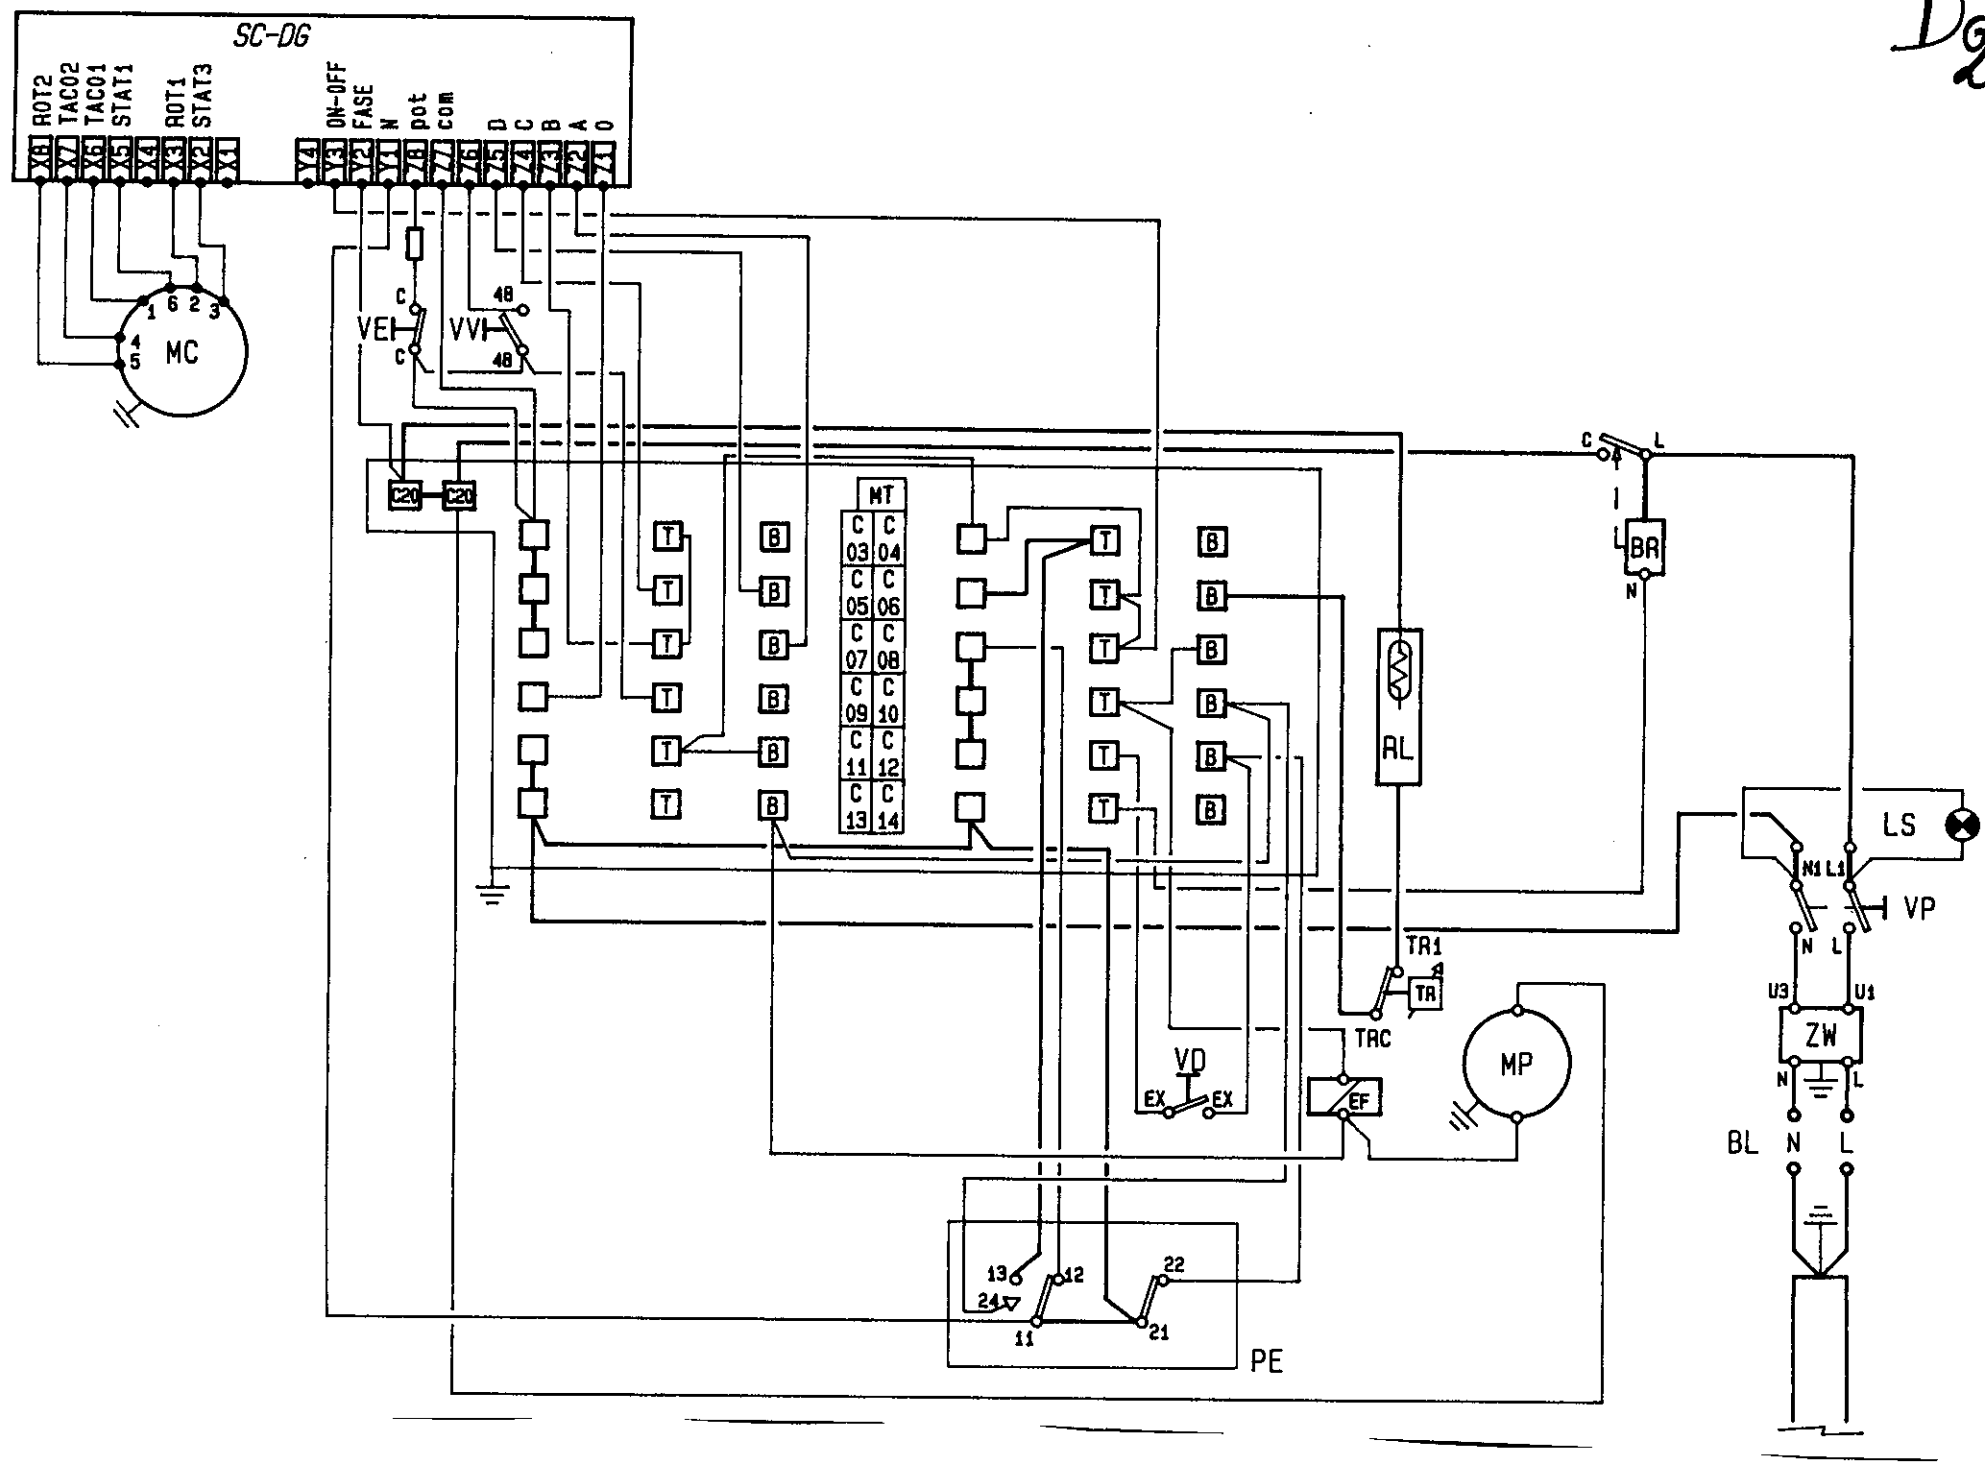 SC-DG
ROT2 TACO2 TACO1 STAT1 ROT1 STAT3 ON-OFF FASE N pot com D C B A 0
X8 X7 X6 X5 X4 X3 X2 X1 Y4 Y3 Y2 Y1 Z8 Z7 Z6 Z5 Z4 Z3 Z2 Z1
1 6 2 3
4
5
MC
C 48
VE VV
C 48
C L
C20 C20
MT
T B C C T B
03 04
BR
T B C C T B
05 06
N
T B C C T B
07 08
T B C C T B
09 10
RL
T B C C T B
11 12
T B C C T B
13 14
LS
N1 L1
VP
TR1
N L
TR
U3 U1
TRC
ZW
VD
MP
N L
EX EX
EF
BL N L
13 12 22
24
11 21
PE